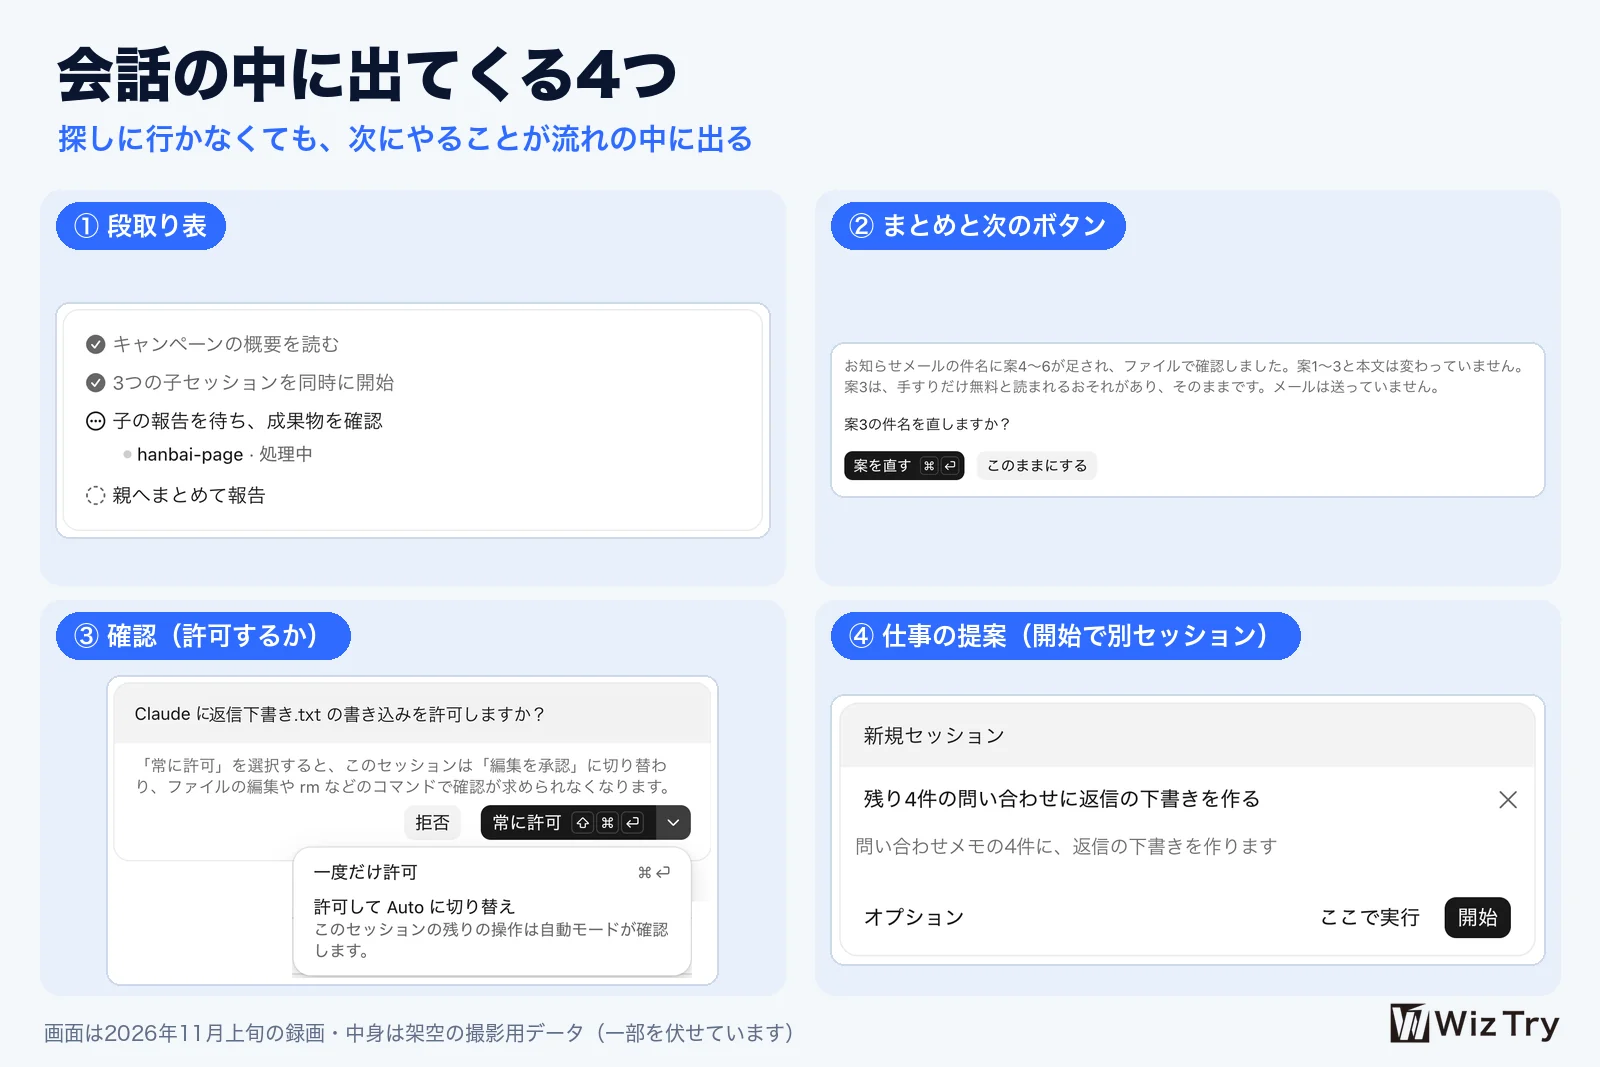 会話の中に出てくる4つ
探しに行かなくても、次にやることが流れの中に出る
① 段取り表
キャンペーンの概要を読む
3つの子セッションを同時に開始
子の報告を待ち、成果物を確認
hanbai-page · 処理中
親へまとめて報告
② まとめと次のボタン
お知らせメールの件名に案4〜6が足され、ファイルで確認しました。案1〜3と本文は変わっていません。
案3は、手すりだけ無料と読まれるおそれがあり、そのままです。メールは送っていません。
案3の件名を直しますか？
案を直す ⌘ ⏎ このままにする
③ 確認（許可するか）
Claude に返信下書き.txt の書き込みを許可しますか？
「常に許可」を選択すると、このセッションは「編集を承認」に切り替わ
り、ファイルの編集や rm などのコマンドで確認が求められなくなります。
拒否 常に許可 ⇧ ⌘ ⏎
一度だけ許可 ⌘ ⏎
許可して Auto に切り替え
このセッションの残りの操作は自動モードが確認
します。
④ 仕事の提案（開始で別セッション）
新規セッション
残り4件の問い合わせに返信の下書きを作る
問い合わせメモの4件に、返信の下書きを作ります
オプション ここで実行 開始
画面は2026年11月上旬の録画・中身は架空の撮影用データ（一部を伏せています）
Wiz Try